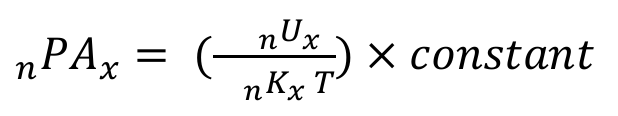 ₙPAₓ = (ₙUₓ / ₙKₓ T) × constant